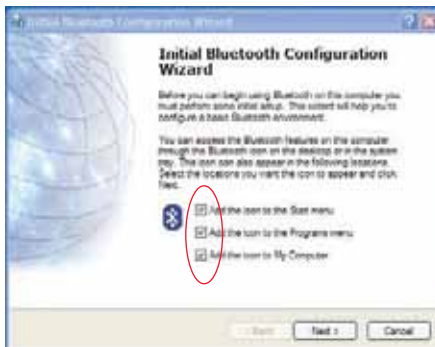 Initial Bluetooth Configuration Wizard
Initial Bluetooth Configuration
Wizard
Before you can begin using Bluetooth on this computer you
must perform some initial setup. This wizard will help you to
configure a basic Bluetooth environment.
You can access the Bluetooth features on this computer
through the Bluetooth icon on the desktop or in the system
tray. This icon can also appear in the following locations.
Select the locations you want the icon to appear and click
Next.
Add the icon to the Start menu
Add the icon to the Programs menu
Add the icon to My Computer
< Back
Next >
Cancel